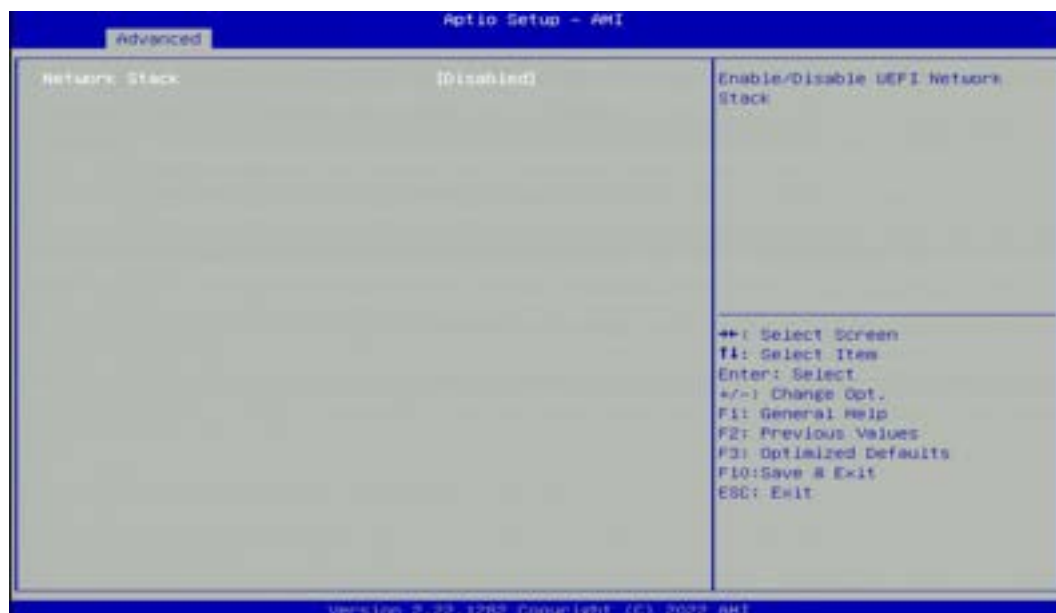 Aptio Setup - AMI
Advanced
Network Stack [Disabled]
Enable/Disable UEFI Network
Stack
→←: Select Screen
↑↓: Select Item
Enter: Select
+/-: Change Opt.
F1: General Help
F2: Previous Values
F3: Optimized Defaults
F10:Save & Exit
ESC: Exit
Version 2.22.1282 Copyright (C) 2022 AMI